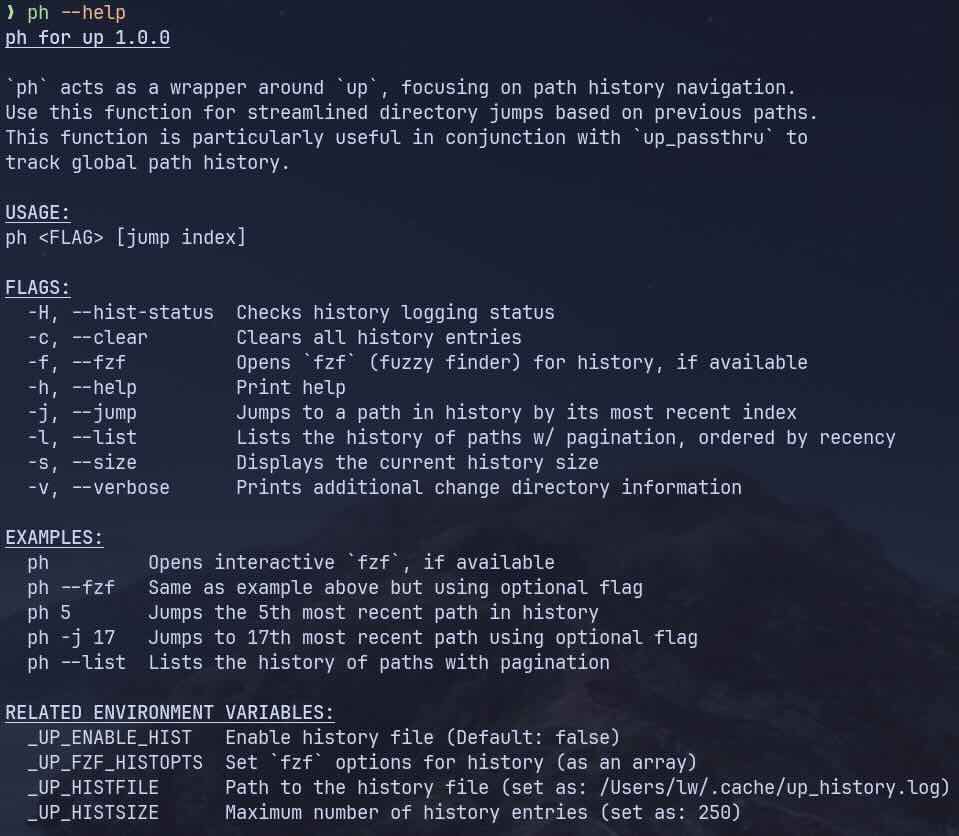 ❯ ph --help
ph for up 1.0.0
`ph` acts as a wrapper around `up`, focusing on path history navigation.
Use this function for streamlined directory jumps based on previous paths.
This function is particularly useful in conjunction with `up_passthru` to
track global path history.
USAGE:
ph <FLAG> [jump index]
FLAGS:
-H, --hist-status  Checks history logging status
-c, --clear        Clears all history entries
-f, --fzf          Opens `fzf` (fuzzy finder) for history, if available
-h, --help         Print help
-j, --jump         Jumps to a path in history by its most recent index
-l, --list         Lists the history of paths w/ pagination, ordered by recency
-s, --size         Displays the current history size
-v, --verbose      Prints additional change directory information
EXAMPLES:
ph         Opens interactive `fzf`, if available
ph --fzf   Same as example above but using optional flag
ph 5       Jumps the 5th most recent path in history
ph -j 17   Jumps to 17th most recent path using optional flag
ph --list  Lists the history of paths with pagination
RELATED ENVIRONMENT VARIABLES:
_UP_ENABLE_HIST   Enable history file (Default: false)
_UP_FZF_HISTOPTS  Set `fzf` options for history (as an array)
_UP_HISTFILE      Path to the history file (set as: /Users/lw/.cache/up_history.log)
_UP_HISTSIZE      Maximum number of history entries (set as: 250)